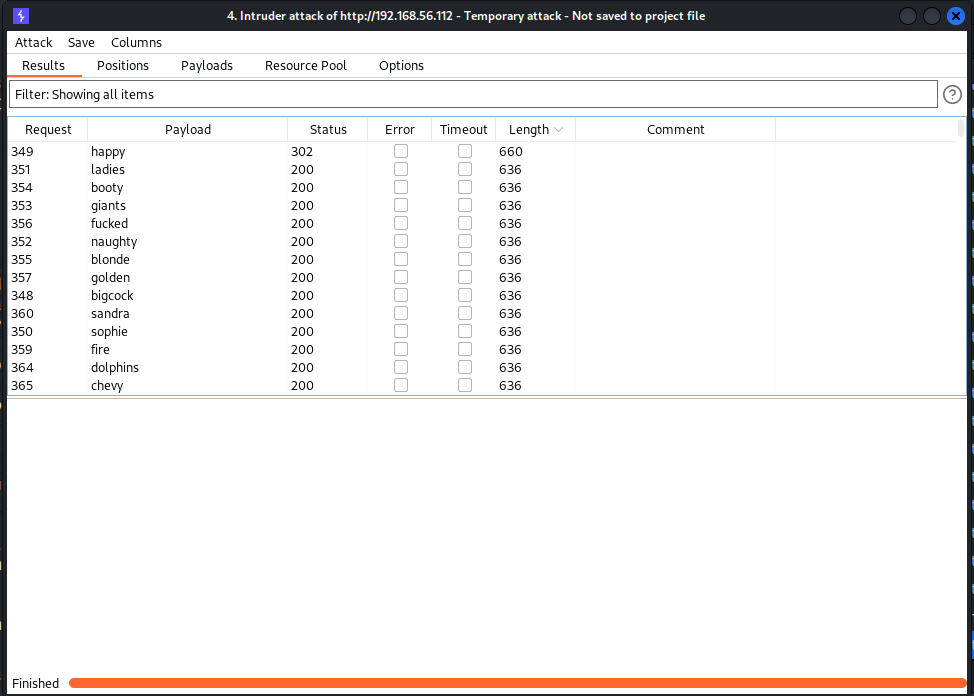 4. Intruder attack of http://192.168.56.112 - Temporary attack - Not saved to project file
Attack Save Columns
Results Positions Payloads Resource Pool Options
Filter: Showing all items
?
Request Payload Status Error Timeout Length Comment
349 happy 302 660
351 ladies 200 636
354 booty 200 636
353 giants 200 636
356 fucked 200 636
352 naughty 200 636
355 blonde 200 636
357 golden 200 636
348 bigcock 200 636
360 sandra 200 636
350 sophie 200 636
359 fire 200 636
364 dolphins 200 636
365 chevy 200 636
Finished